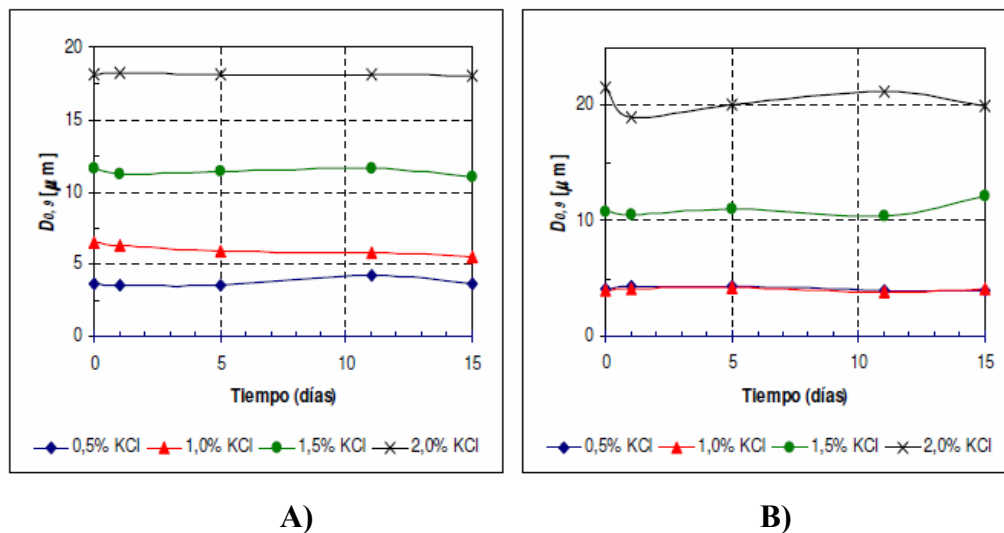 20
15
10
5
0
D0,9 [μm]
0 5 10 15
Tiempo (días)
0,5% KCl 1,0% KCl 1,5% KCl 2,0% KCl
A)
20
10
0
D0,9 [μm]
0 5 10 15
Tiempo (días)
0,5% KCl 1,0% KCl 1,5% KCl 2,0% KCl
B)